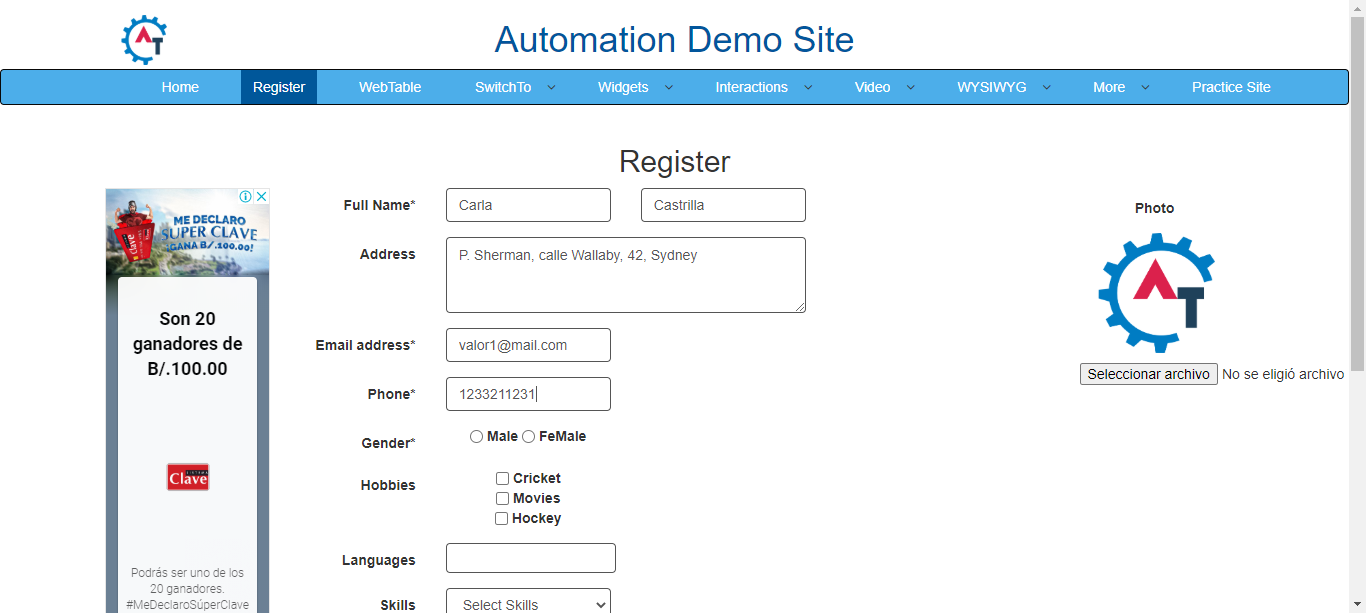 Automation Demo Site
Home Register WebTable SwitchTo Widgets Interactions Video WYSIWYG More Practice Site
Register
ME DECLARO
SÚPER CLAVE
¡GANA B/.100.00!
Son 20
ganadores de
B/.100.00
Clave
Podrás ser uno de los
20 ganadores.
#MeDeclaroSúperClave
Full Name* Carla Castrilla
Address P. Sherman, calle Wallaby, 42, Sydney
Email address* valor1@mail.com
Phone* 1233211231
Gender* Male FeMale
Hobbies Cricket
Movies
Hockey
Languages
Skills Select Skills
Photo
AT
Seleccionar archivo No se eligió archivo